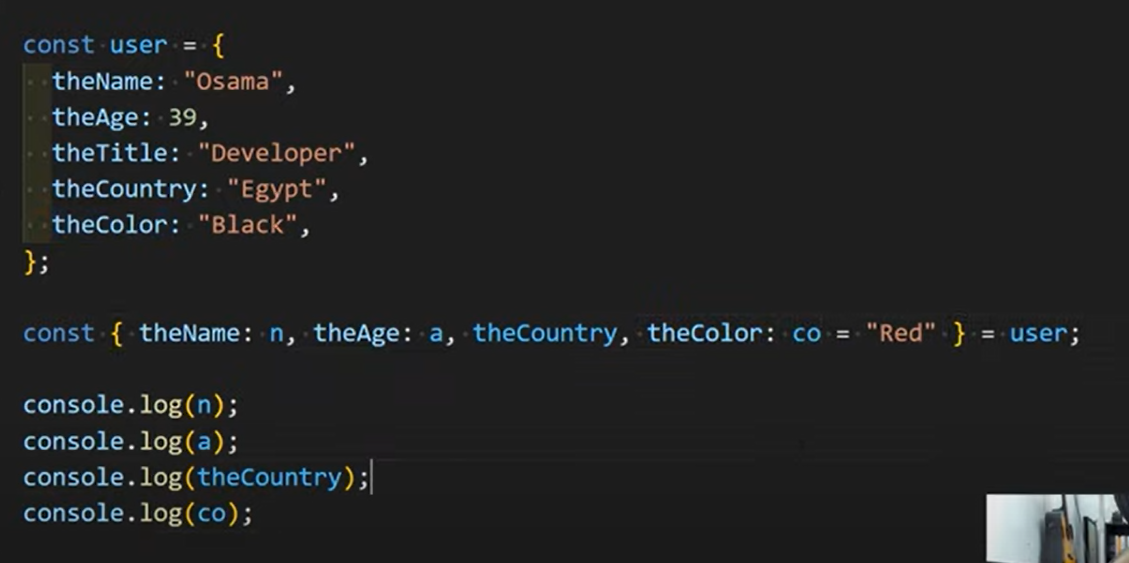 const user = {
  theName: "Osama",
  theAge: 39,
  theTitle: "Developer",
  theCountry: "Egypt",
  theColor: "Black",
};
const { theName: n, theAge: a, theCountry, theColor: co = "Red" } = user;
console.log(n);
console.log(a);
console.log(theCountry);
console.log(co);